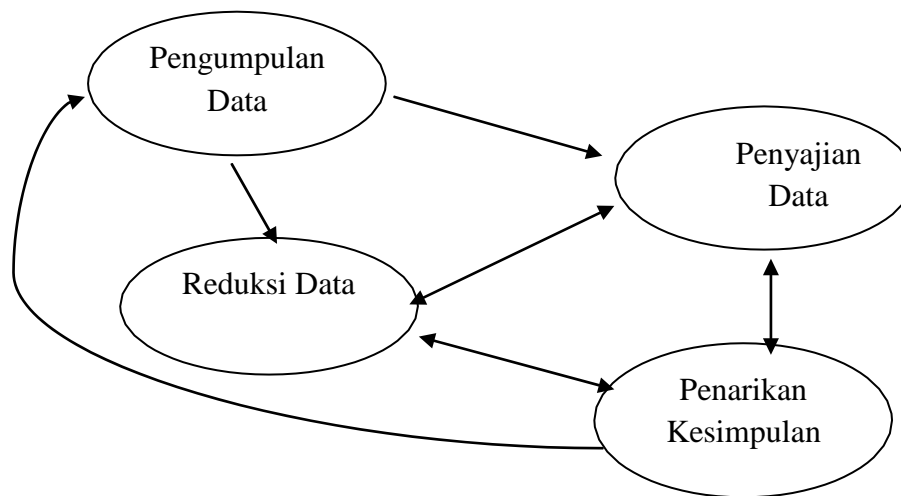 Pengumpulan
Data
Penyajian
Data
Reduksi Data
Penarikan
Kesimpulan